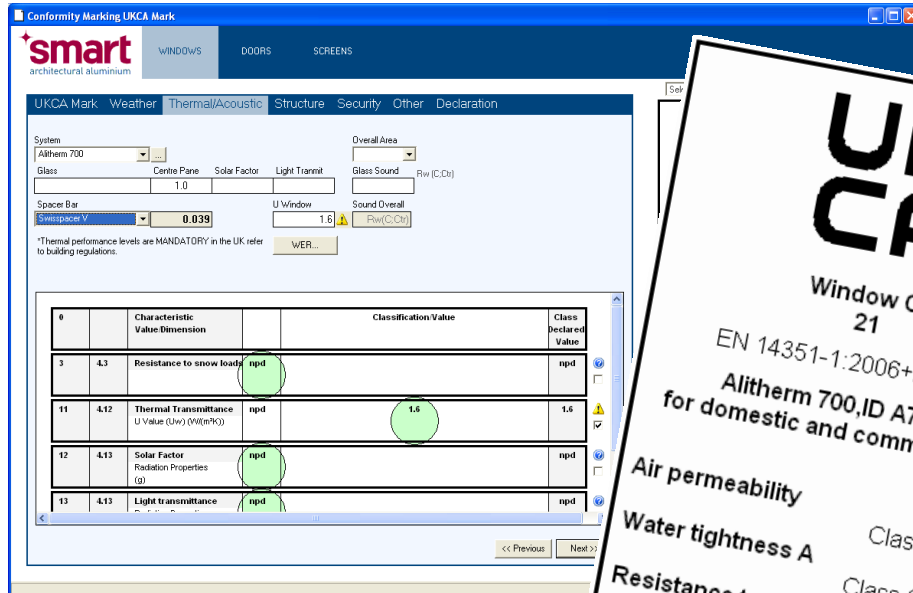 Conformity Marking UKCA Mark
smart
architectural aluminium
WINDOWS DOORS SCREENS
UKCA Mark Weather Thermal/Acoustic Structure Security Other Declaration
System Overall Area
Alitherm 700 ...
Glass Centre Pane Solar Factor Light Tranmit Glass Sound Rw (C;Ctr)
1.0
Spacer Bar U Window Sound Overall
Swisspacer V 0.039 1.6 Rw(C;Ctr)
*Thermal performance levels are MANDATORY in the UK refer
to building regulations.
WER...
0 Characteristic Classification/Value Class
Value/Dimension Declared
Value
3 4.3 Resistance to snow loads npd npd
11 4.12 Thermal Transmittance npd 1.6 1.6
U Value (Uw) (W/(m²K))
12 4.13 Solar Factor npd npd
Radiation Properties
(g)
13 4.13 Light transmittance npd npd
<< Previous Next >>
UK
CA
Window
21
EN 14351-1:2006+
Alitherm 700,ID A7
for domestic and comm
Air permeability
Water tightness A Clas
Resistance Class